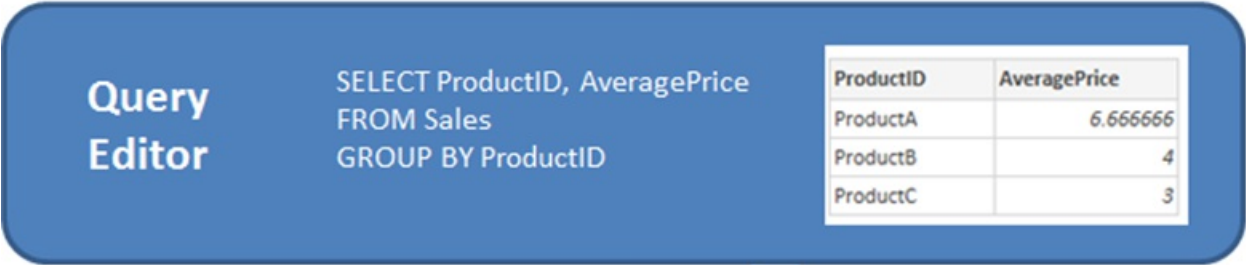 Query
Editor
SELECT ProductID, AveragePrice
FROM Sales
GROUP BY ProductID
ProductID AveragePrice
ProductA 6.666666
ProductB 4
ProductC 3